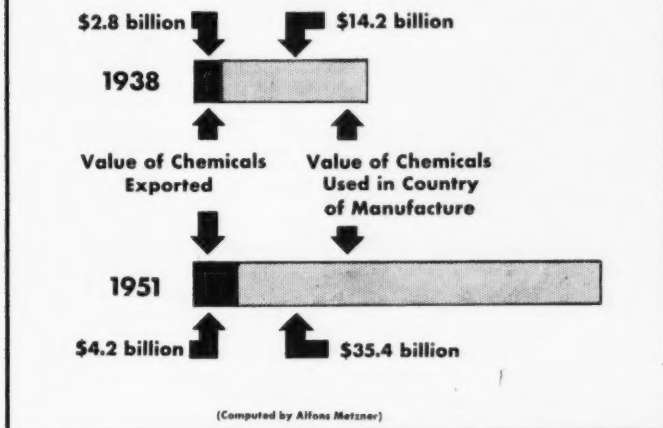 $2.8 billion $14.2 billion
1938
Value of Chemicals Exported
Value of Chemicals Used in Country of Manufacture
1951
$4.2 billion $35.4 billion
(Computed by Alfons Metzner)